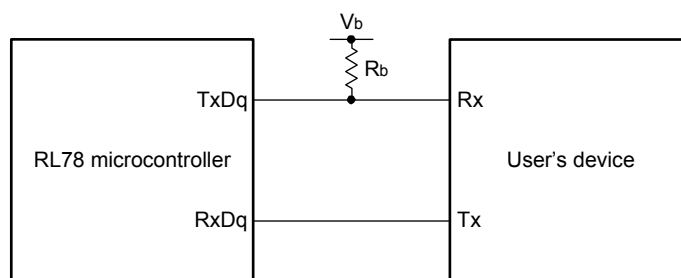 Vb
Rb
TxDq
Rx
RL78 microcontroller
User’s device
RxDq
Tx